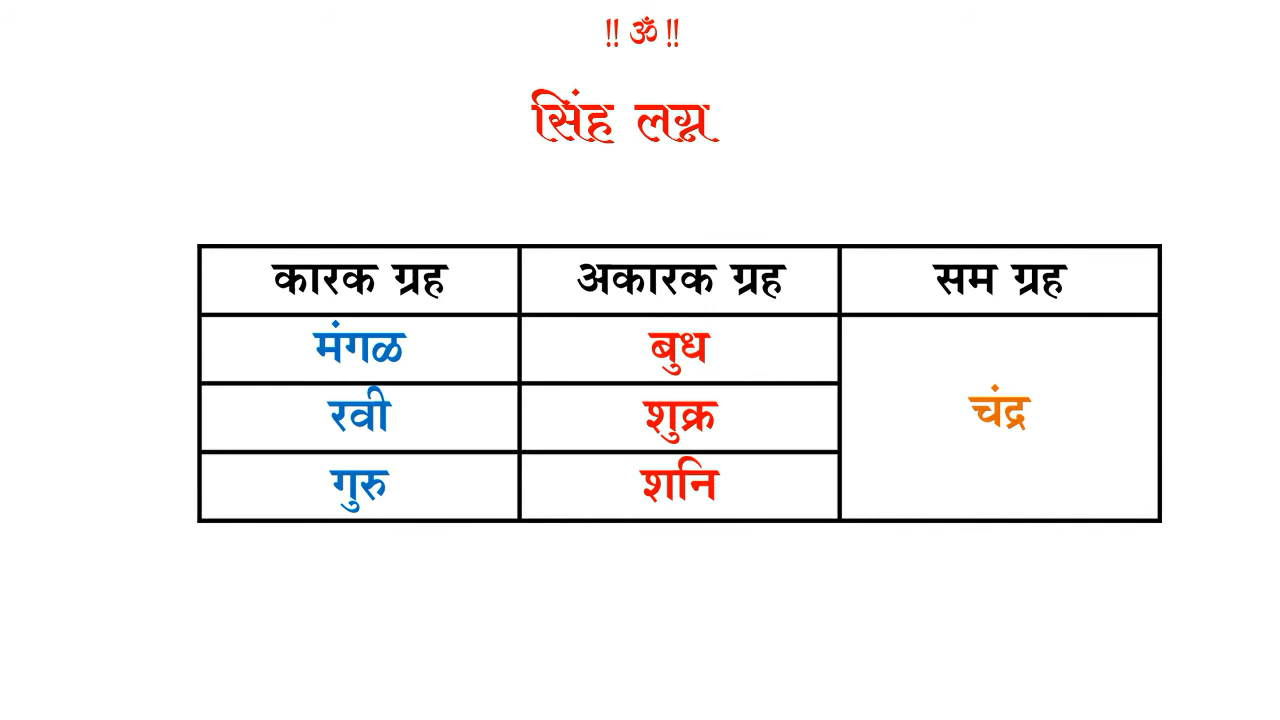 !! ॐ !!
सिंह लग्न
कारक ग्रह अकारक ग्रह सम ग्रह
मंगळ बुध
रवी शुक्र चंद्र
गुरु शनि